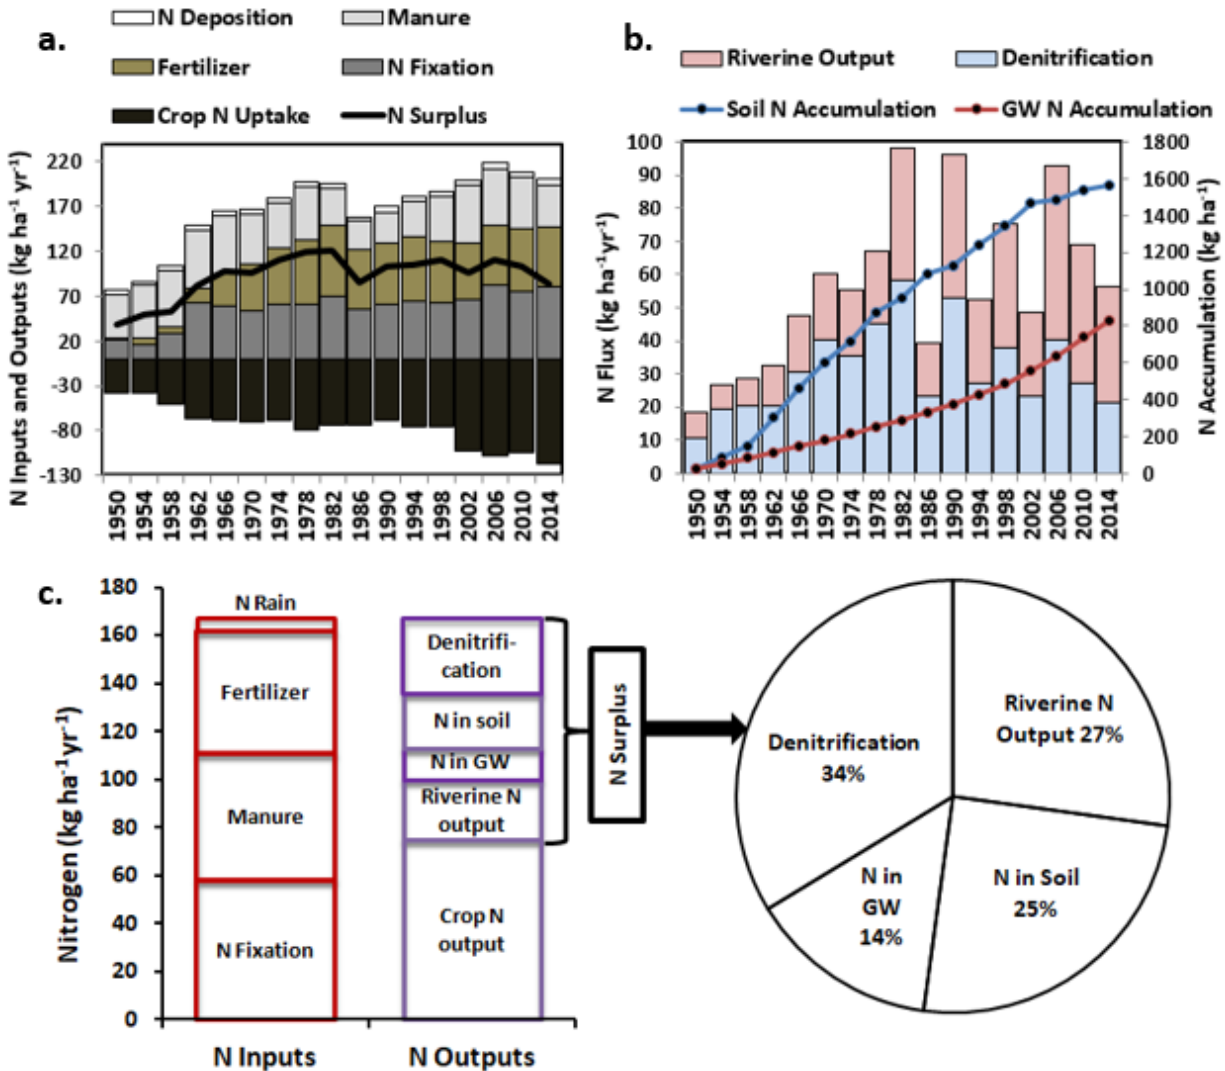 a.
N Deposition
Manure
Fertilizer
N Fixation
Crop N Uptake
N Surplus
N Inputs and Outputs (kg ha-1 yr-1)
220
170
120
70
20
-30
-80
-130
1950
1954
1958
1962
1966
1970
1974
1978
1982
1986
1990
1994
1998
2002
2006
2010
2014
b.
Riverine Output
Denitrification
Soil N Accumulation
GW N Accumulation
N Flux (kg ha-1yr-1)
100
90
80
70
60
50
40
30
20
10
0
1800
1600
1400
1200
1000
800
600
400
200
0
N Accumulation (kg ha-1)
1950
1954
1958
1962
1966
1970
1974
1978
1982
1986
1990
1994
1998
2002
2006
2010
2014
c.
Nitrogen (kg ha-1yr-1)
180
160
140
120
100
80
60
40
20
0
N Rain
Fertilizer
Manure
N Fixation
N Inputs
Denitrifi-
cation
N in soil
N in GW
Riverine N
output
Crop N
output
N Outputs
N Surplus
Denitrification
34%
Riverine N
Output 27%
N in
GW
14%
N in Soil
25%